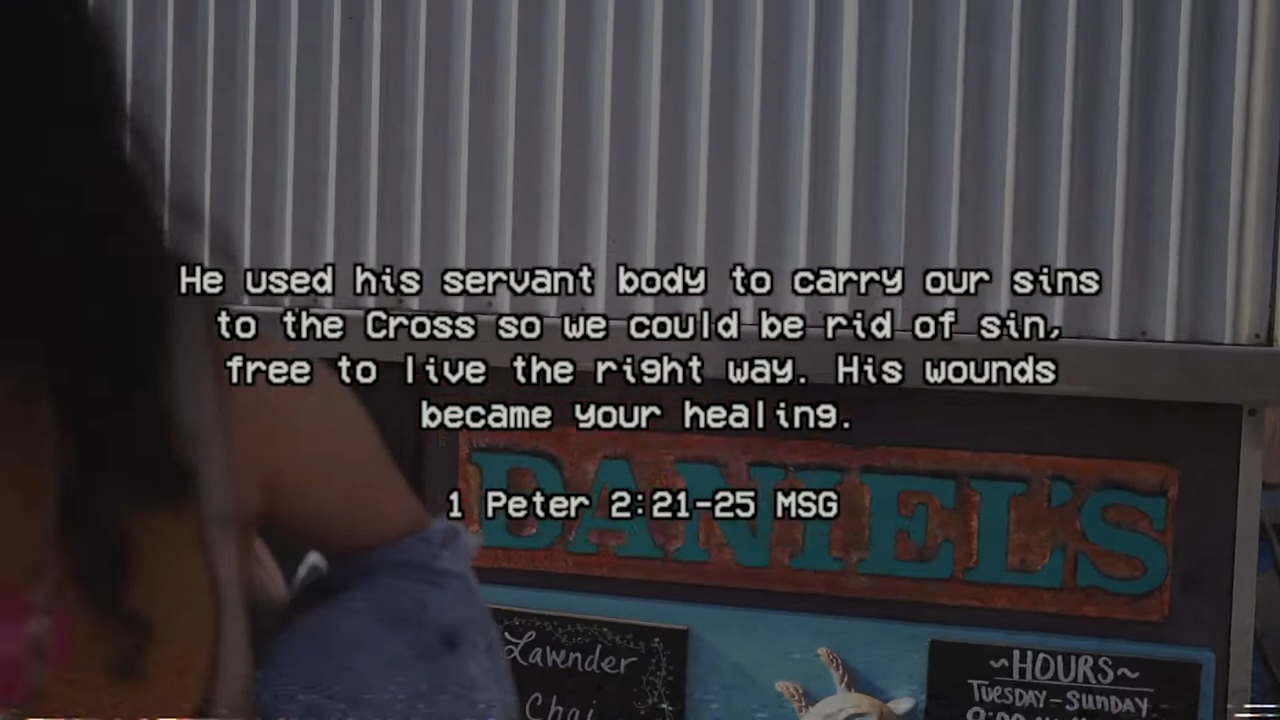 He used his servant body to carry our sins
to the Cross so we could be rid of sin,
free to live the right way. His wounds
became your healing.
1 Peter 2:21-25 MSG
DANIEL'S
Lavender
Chai
~HOURS~
TUESDAY-SUNDAY